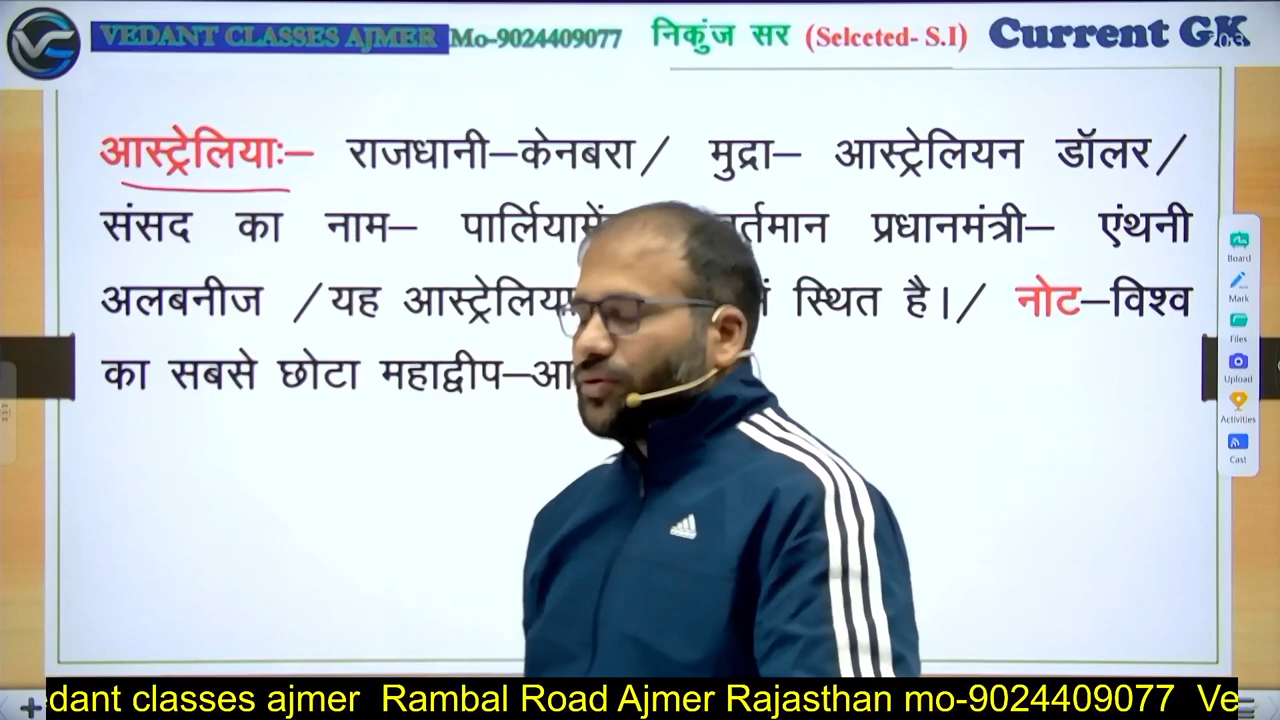 VEDANT CLASSES AJMER Mo-9024409077 निकुंज सर (Selceted- S.I) Current GK
आस्ट्रेलियाः– राजधानी–केनबरा/ मुद्रा– आस्ट्रेलियन डॉलर/
संसद का नाम– प्रधानमंत्री– एंथनी
अलबनीज /यह स्थित है।/ नोट–विश्व
का सबसे छोटा महाद्वीप–
Board
Mark
Files
Upload
Activities
Cast
dant classes ajmer Rambal Road Ajmer Rajasthan mo-9024409077 Ve